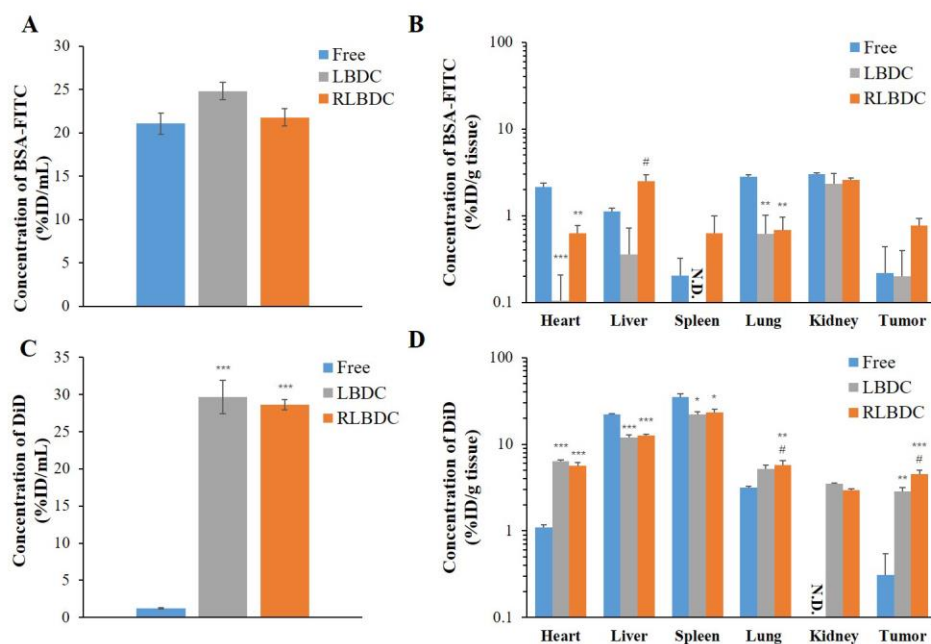 A
Concentration of BSA-FITC
(%ID/mL)
30
25
20
15
10
5
0
Free
LBDC
RLBDC
B
Concentration of BSA-FITC
(%ID/g tissue)
100
10
1
0.1
Free
LBDC
RLBDC
***
**
#
N.D.
**
**
Heart Liver Spleen Lung Kidney Tumor
C
Concentration of DiD
(%ID/mL)
35
30
25
20
15
10
5
0
Free
LBDC
RLBDC
***
***
D
Concentration of DiD
(%ID/g tissue)
100
10
1
0.1
Free
LBDC
RLBDC
***
***
***
***
*
*
**
#
N.D.
**
***
#
Heart Liver Spleen Lung Kidney Tumor